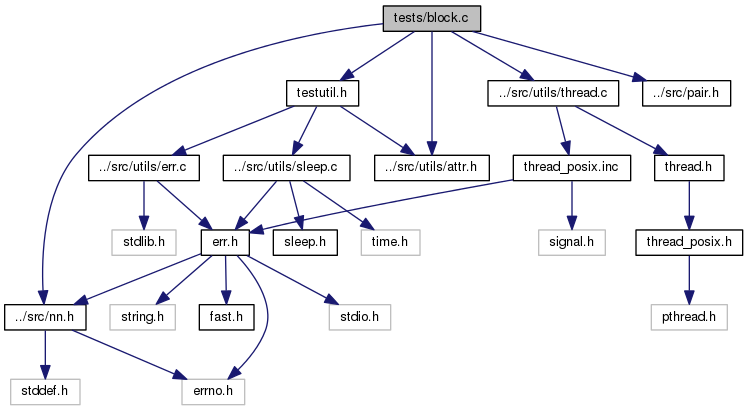 tests/block.c
testutil.h
../src/utils/thread.c
../src/pair.h
../src/utils/err.c
../src/utils/sleep.c
../src/utils/attr.h
thread_posix.inc
thread.h
stdlib.h
err.h
sleep.h
time.h
signal.h
thread_posix.h
../src/nn.h
string.h
fast.h
stdio.h
pthread.h
stddef.h
errno.h